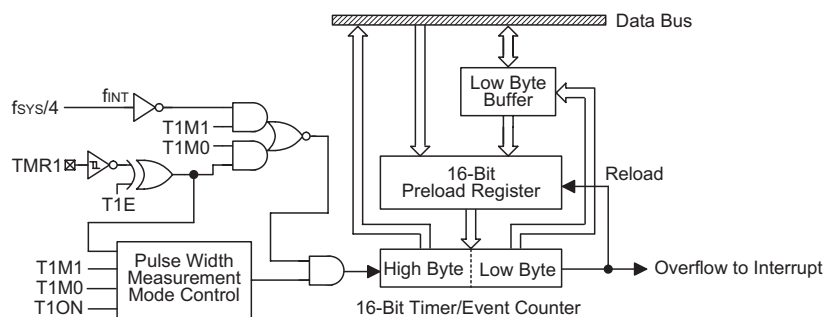 Data Bus
Low Byte
Buffer
fSYS/4
fINT
T1M1
T1M0
TMR1
T1E
16-Bit
Preload Register
Reload
Pulse Width
Measurement
Mode Control
T1M1
T1M0
T1ON
High Byte
Low Byte
Overflow to Interrupt
16-Bit Timer/Event Counter